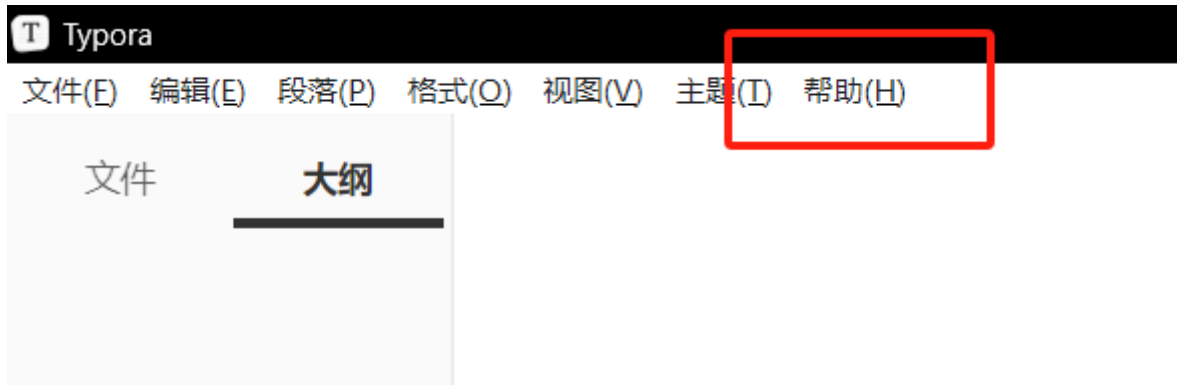 T Typora
文件(F) 编辑(E) 段落(P) 格式(O) 视图(V) 主题(T) 帮助(H)
文件 大纲